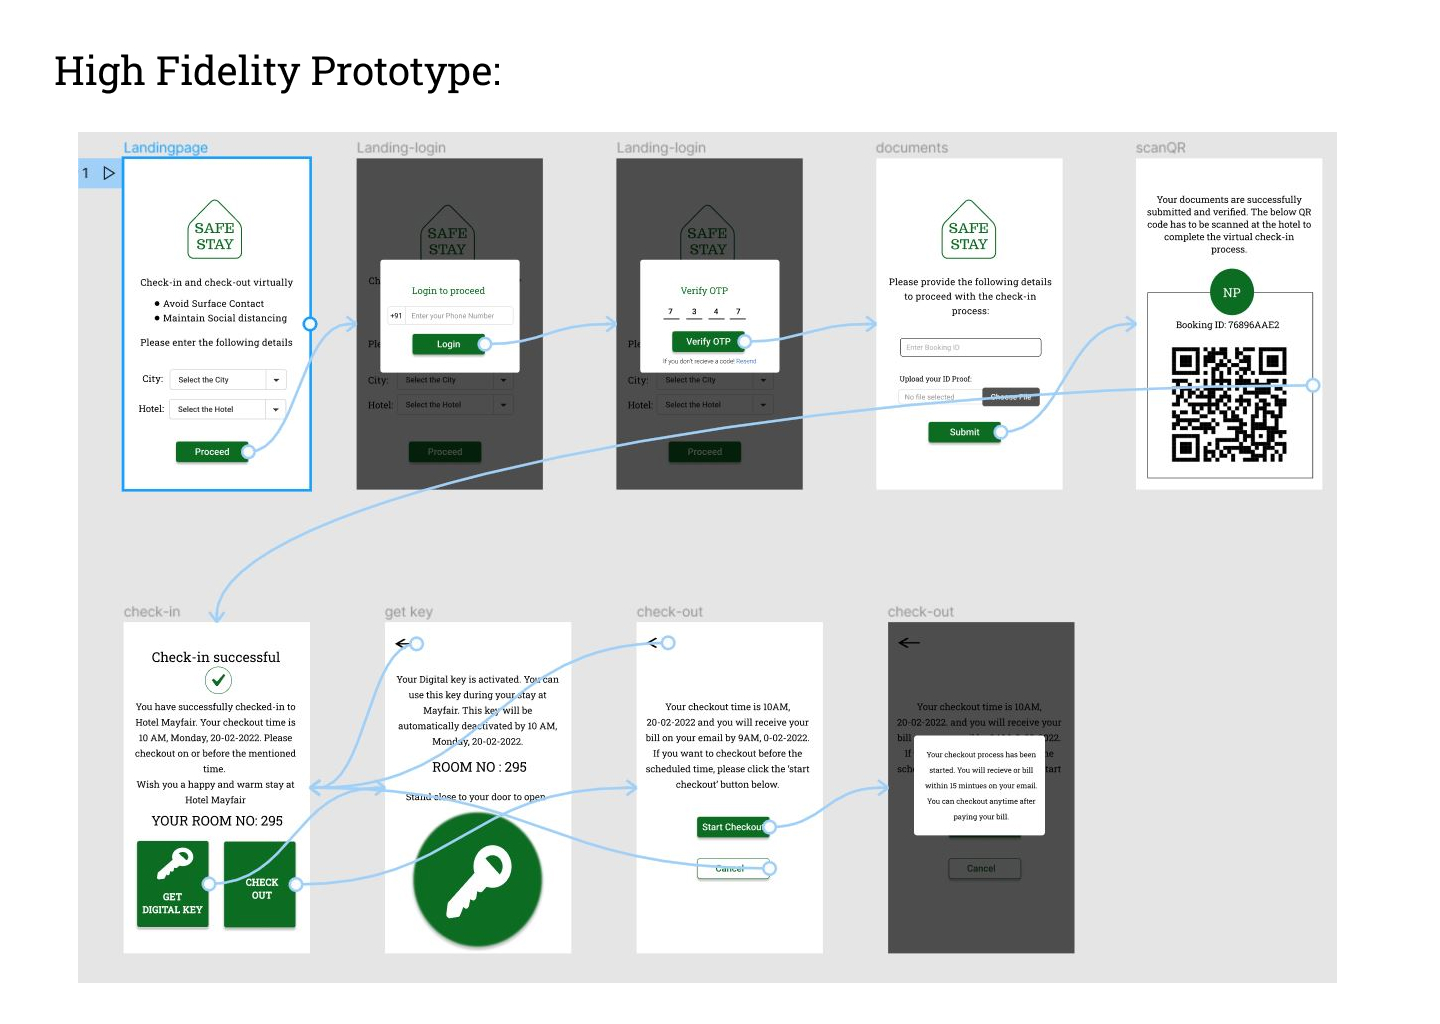 High Fidelity Prototype:
Landingpage
1
SAFE
STAY
Check-in and check-out virtually
Avoid Surface Contact
Maintain Social distancing
Please enter the following details
City: Select the City
Hotel: Select the Hotel
Proceed
Landing-login
SAFE
STAY
Ch
Login to proceed
+91 Enter your Phone Number
Login
Ple
City: Select the City
Hotel: Select the Hotel
Proceed
Landing-login
SAFE
STAY
Verify OTP
7 3 4 7
Verify OTP
If you don't recieve a code! Resend
Ple
City: Select the City
Hotel: Select the Hotel
Proceed
documents
SAFE
STAY
Please provide the following details
to proceed with the check-in
process:
Enter Booking ID
Upload your ID Proof:
No file selected Choose File
Submit
scanQR
Your documents are successfully
submitted and verified. The below QR
code has to be scanned at the hotel to
complete the virtual check-in
process.
NP
Booking ID: 76896AAE2
check-in
Check-in successful
You have successfully checked-in to
Hotel Mayfair. Your checkout time is
10 AM, Monday, 20-02-2022. Please
checkout on or before the mentioned
time.
Wish you a happy and warm stay at
Hotel Mayfair
YOUR ROOM NO: 295
GET
DIGITAL KEY
CHECK
OUT
get key
Your Digital key is activated. You can
use this key during your stay at
Mayfair. This key will be
automatically deactivated by 10 AM,
Monday, 20-02-2022.
ROOM NO : 295
Stand close to your door to open
check-out
Your checkout time is 10AM,
20-02-2022 and you will receive your
bill on your email by 9AM, 0-02-2022.
If you want to checkout before the
scheduled time, please click the 'start
checkout' button below.
Start Checkout
Cancel
check-out
Your checkout time is 10AM,
20-02-2022. and you will receive your
bill 022.
If the
sch tart
Your checkout process has been
started. You will recieve or bill
within 15 mintues on your email.
You can checkout anytime after
paying your bill.
Cancel